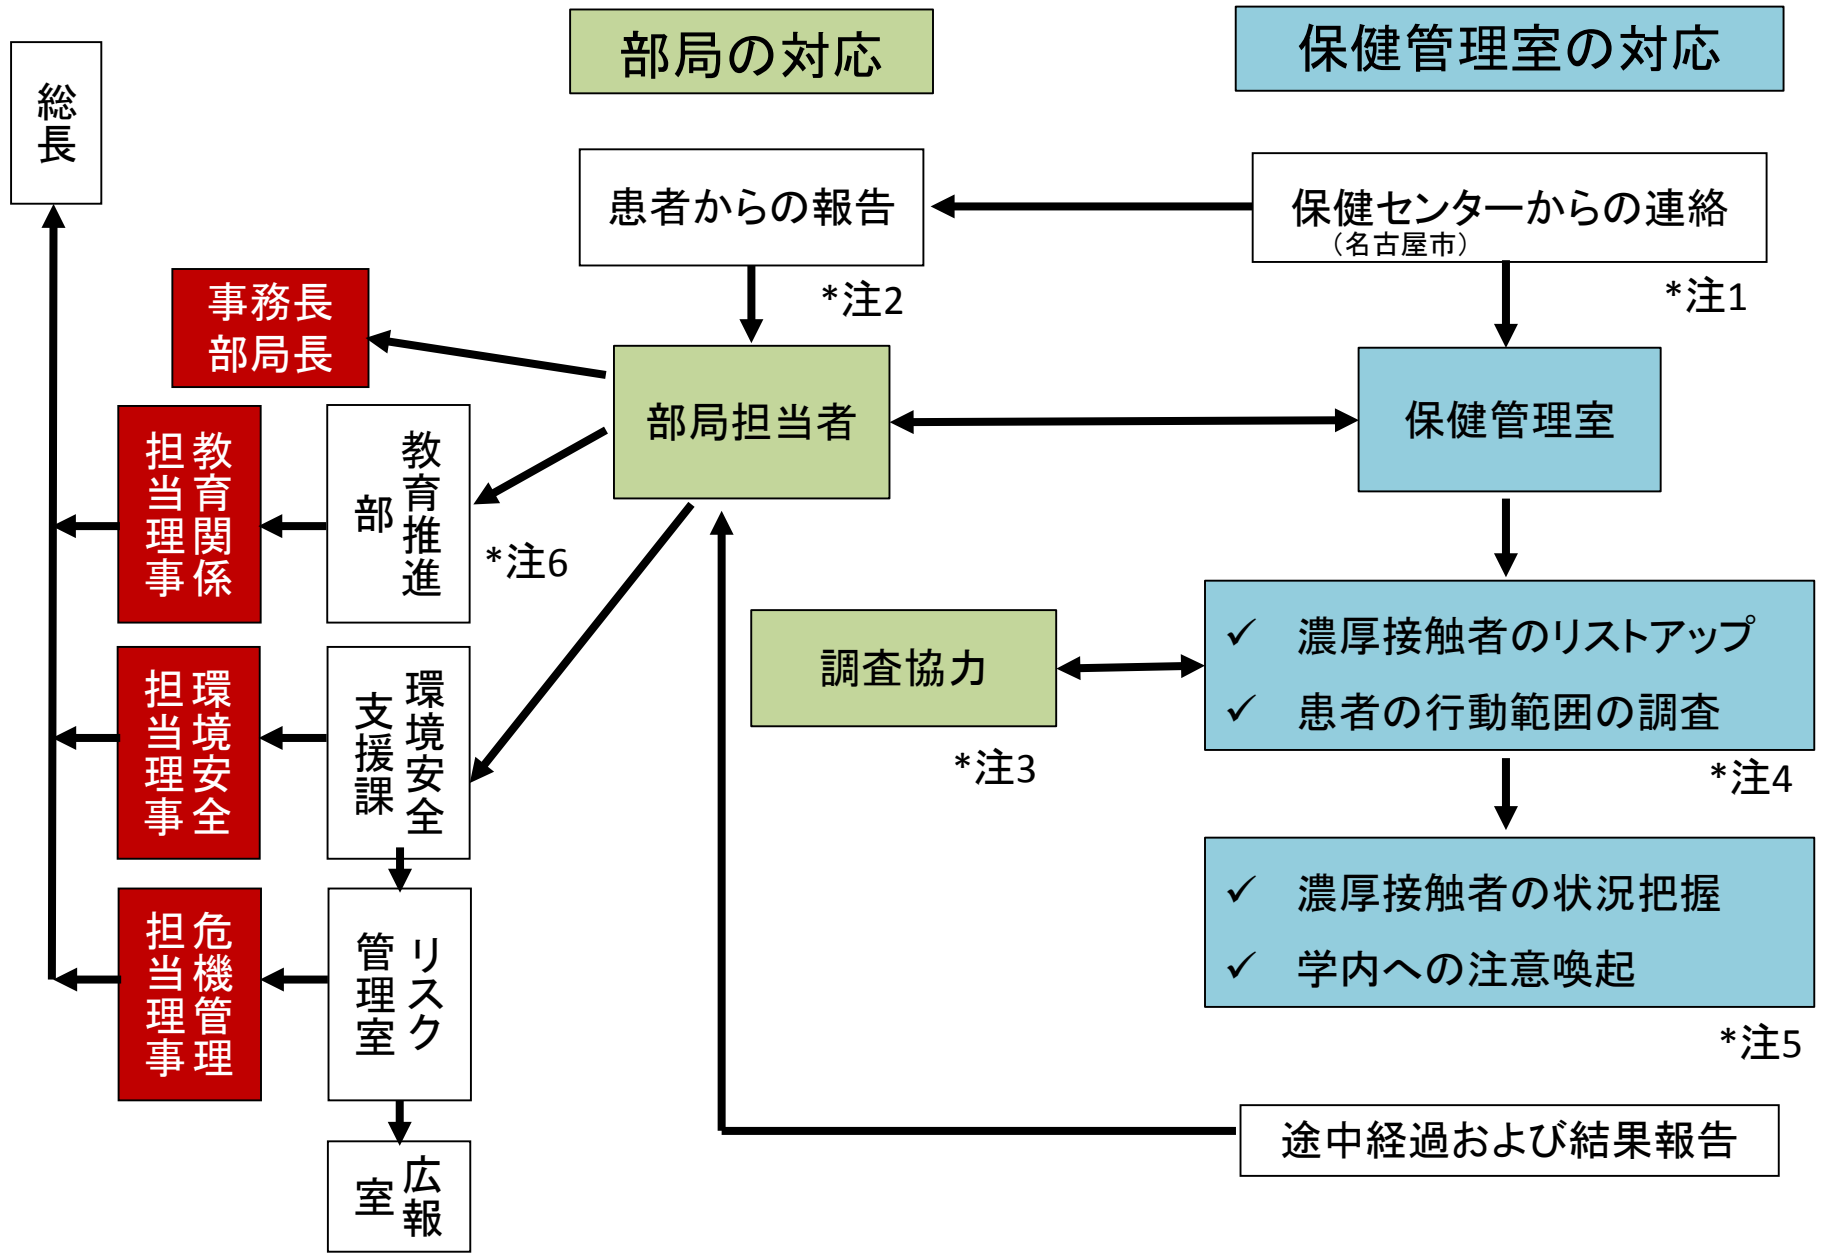 部局の対応
保健管理室の対応
総長
患者からの報告
保健センターからの連絡
（名古屋市）
*注2
*注1
事務長
部局長
部局担当者
保健管理室
教育関係
担当理事
教育推進
部
*注6
調査協力
*注3
✓ 濃厚接触者のリストアップ
✓ 患者の行動範囲の調査
*注4
環境安全
担当理事
環境安全
支援課
✓ 濃厚接触者の状況把握
✓ 学内への注意喚起
*注5
危機管理
担当理事
リスク
管理室
途中経過および結果報告
広報
室